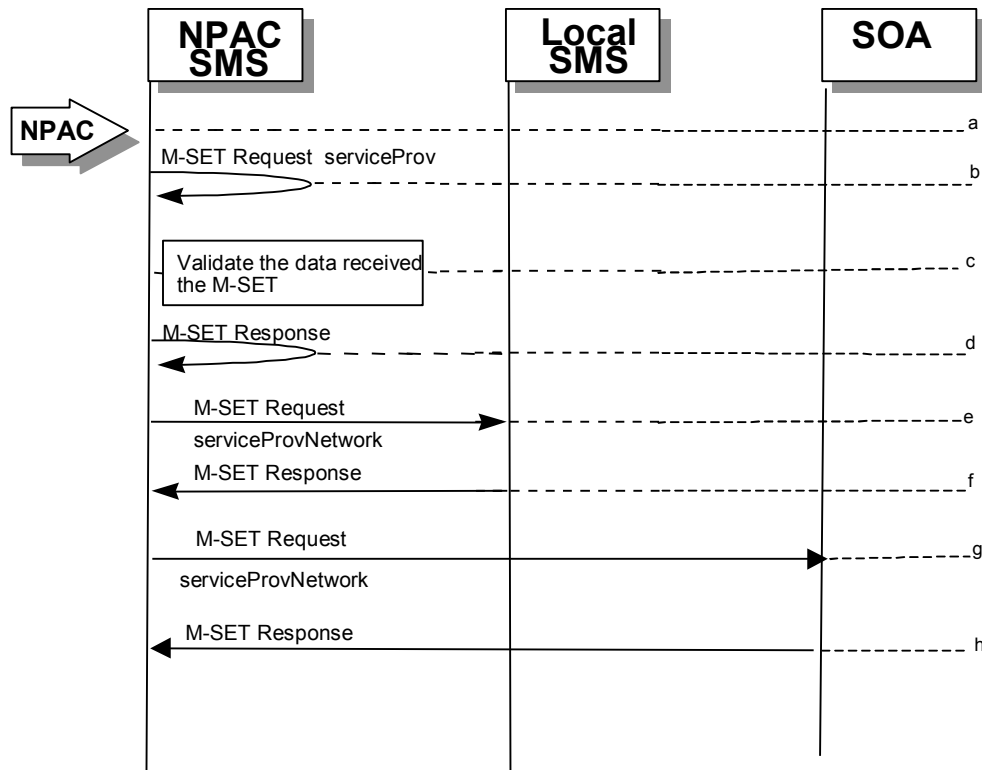 NPAC
SMS
Local
SMS
SOA
NPAC
a
M-SET Request serviceProv
b
Validate the data received
the M-SET
c
M-SET Response
d
M-SET Request
serviceProvNetwork
e
M-SET Response
f
M-SET Request
serviceProvNetwork
g
M-SET Response
h